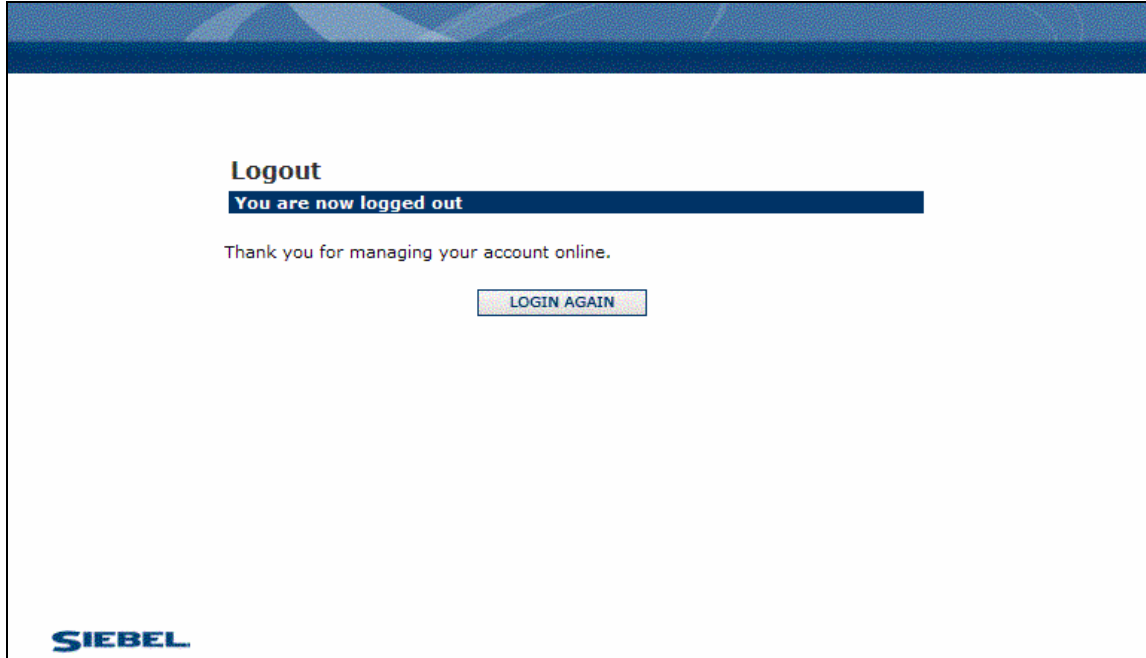 Logout
You are now logged out
Thank you for managing your account online.
LOGIN AGAIN
SIEBEL.